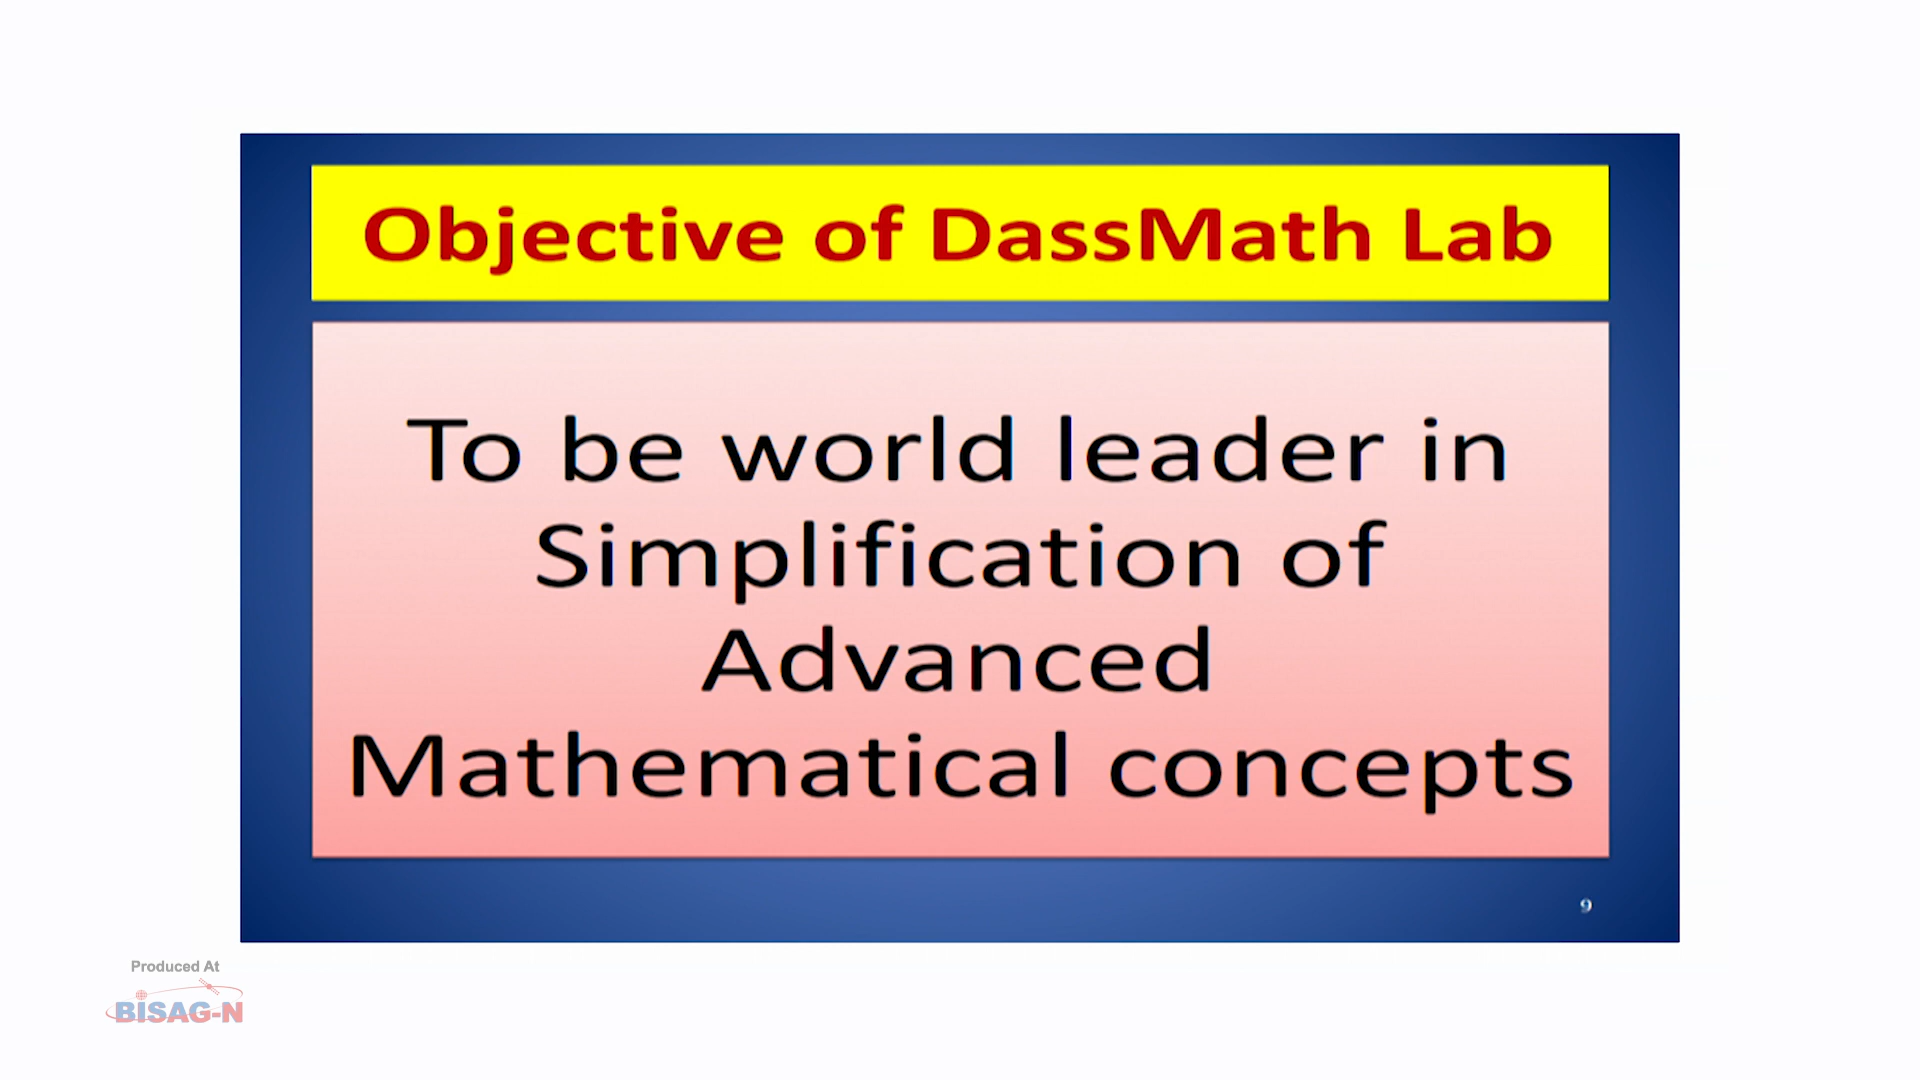 Objective of DassMath Lab
To be world leader in
Simplification of
Advanced
Mathematical concepts
9
Produced At
BISAG-N